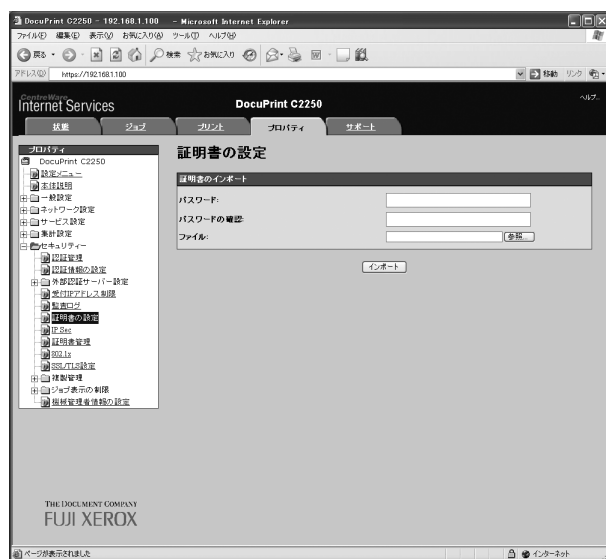 DocuPrint C2250 - 192.168.1.100 - Microsoft Internet Explorer
ファイル(F) 編集(E) 表示(V) お気に入り(A) ツール(T) ヘルプ(H)
戻る 検索 お気に入り
アドレス(D) https://192.168.1.100 移動 リンク
CentreWare
Internet Services
DocuPrint C2250
ヘルプ...
状態 ジョブ プリント プロパティ サポート
プロパティ
DocuPrint C2250
設定メニュー
本体説明
一般設定
ネットワーク設定
サービス設定
集計設定
セキュリティー
認証管理
認証情報の設定
外部認証サーバー設定
受付IPアドレス制限
監査ログ
証明書の設定
IP Sec
証明書管理
802.1x
SSL/TLS設定
複製管理
ジョブ表示の制限
機械管理者情報の設定
証明書の設定
証明書のインポート
パスワード:
パスワードの確認:
ファイル:
参照...
インポート
THE DOCUMENT COMPANY
FUJI XEROX
ページが表示されました
インターネット